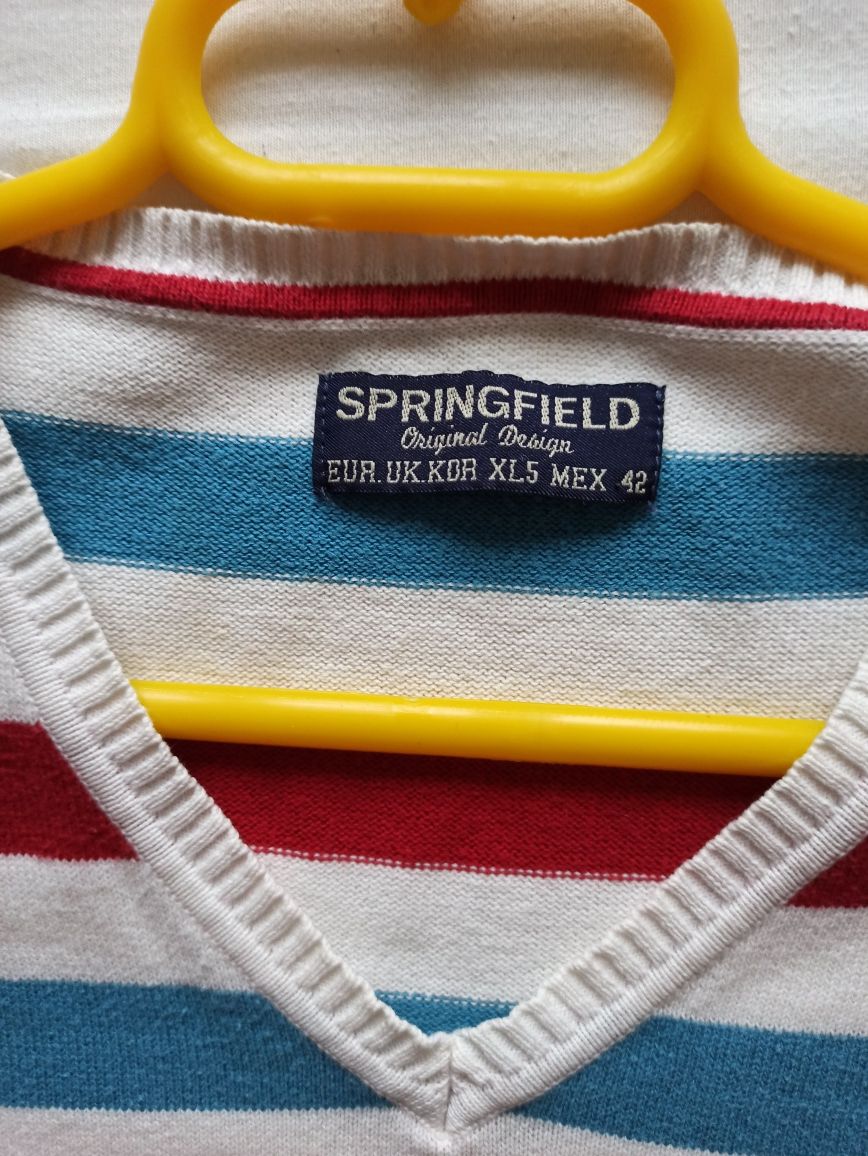 SPRINGFIELD
Original Design
EUR.UK.KOR XL5 MEX 42